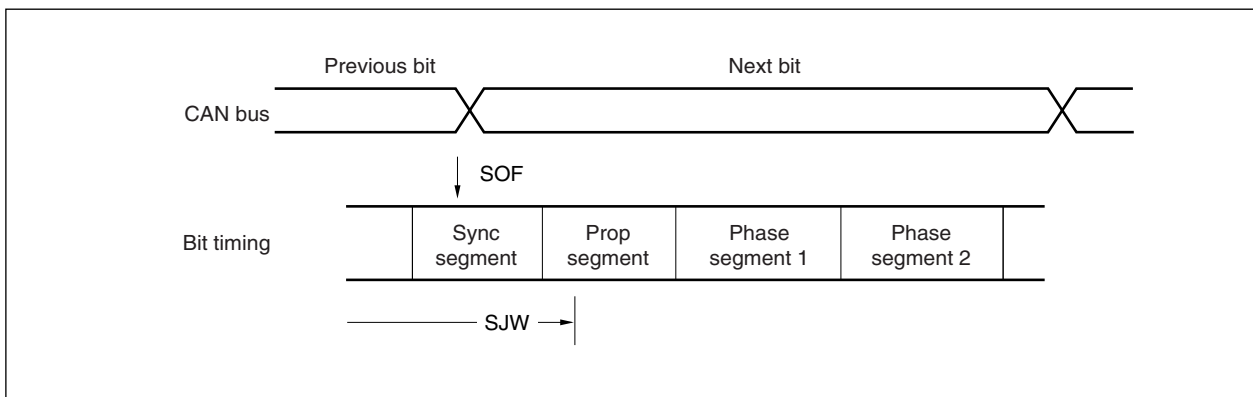 Previous bit
Next bit
CAN bus
SOF
Bit timing
Sync
segment
Prop
segment
Phase
segment 1
Phase
segment 2
SJW